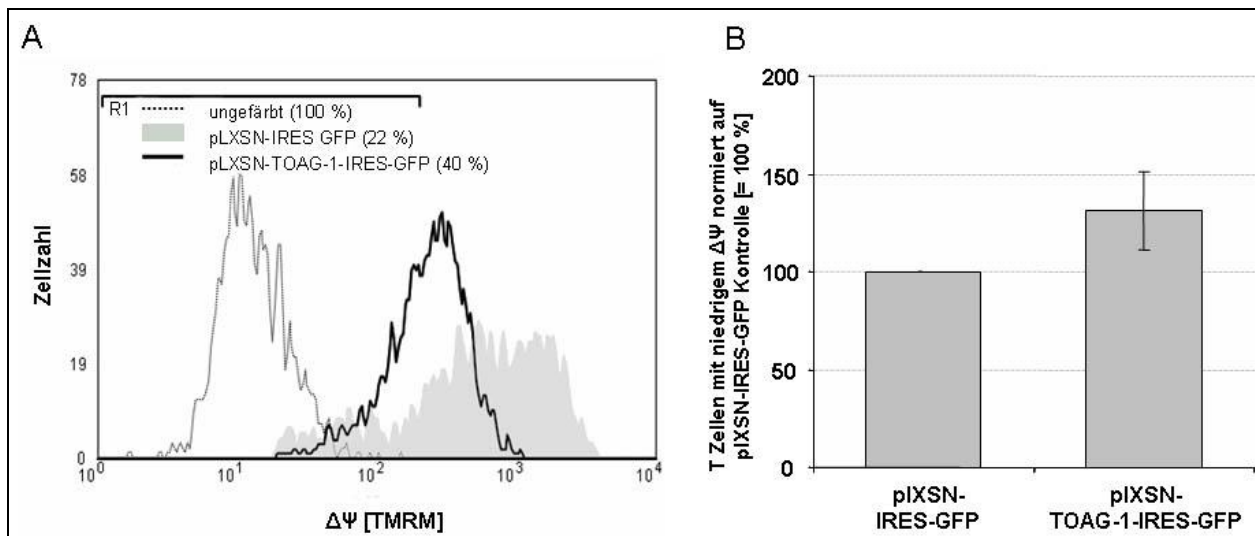 A
78
58
39
19
0
Zellzahl
R1
ungefärbt (100 %)
pLXSN-IRES GFP (22 %)
pLXSN-TOAG-1-IRES-GFP (40 %)
10⁰
10¹
10²
10³
10⁴
ΔΨ [TMRM]
B
T Zellen mit niedrigem ΔΨ normiert auf
pIXSN-IRES-GFP Kontrolle [= 100 %]
200
150
100
50
0
pIXSN-
IRES-GFP
pIXSN-
TOAG-1-IRES-GFP